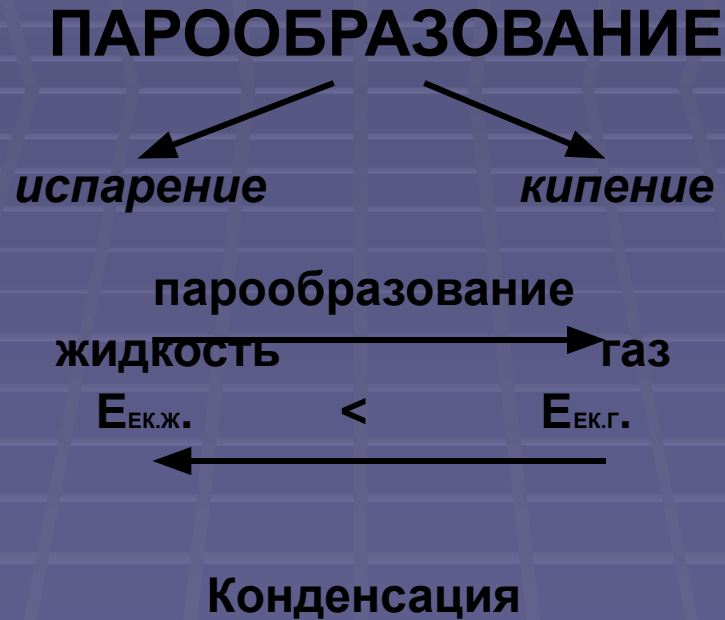 ПАРООБРАЗОВАНИЕ
испарение кипение
парообразование
жидкость газ
Еек.ж. < Еек.г.
Конденсация